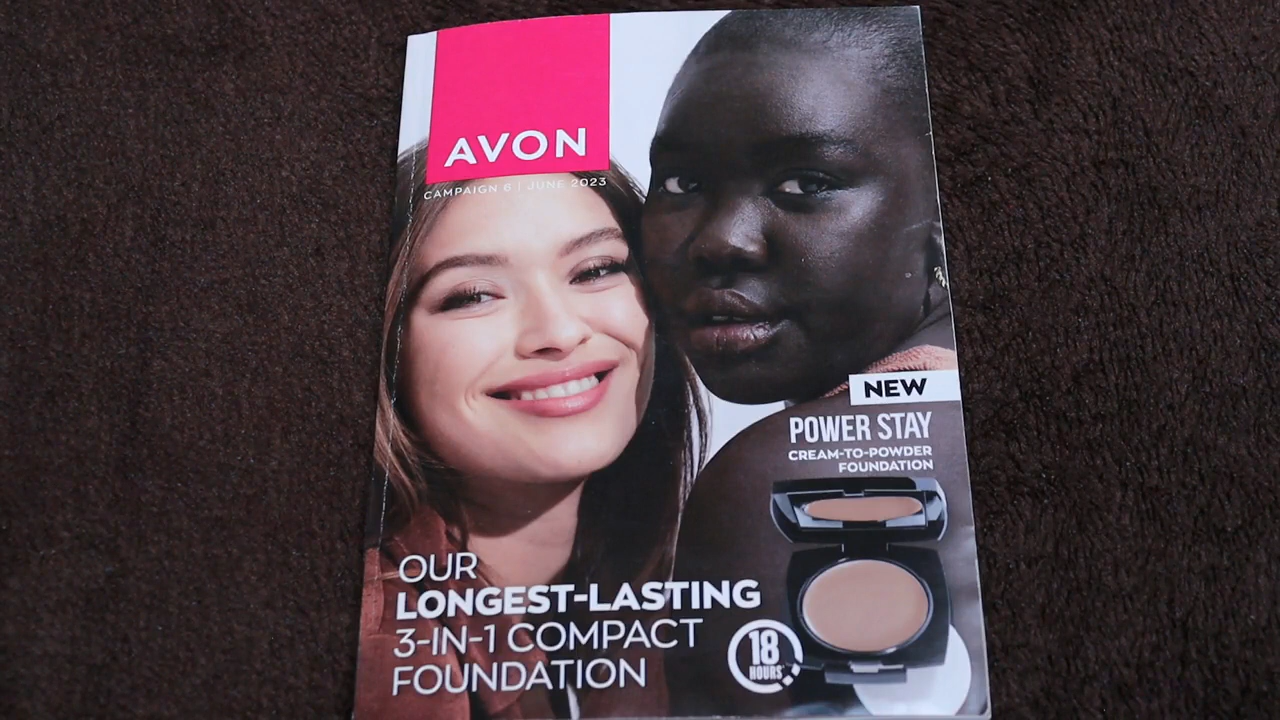 AVON
CAMPAIGN 6 | JUNE 2023
NEW
POWER STAY
CREAM-TO-POWDER
FOUNDATION
OUR
LONGEST-LASTING
3-IN-1 COMPACT
FOUNDATION
18
HOURS